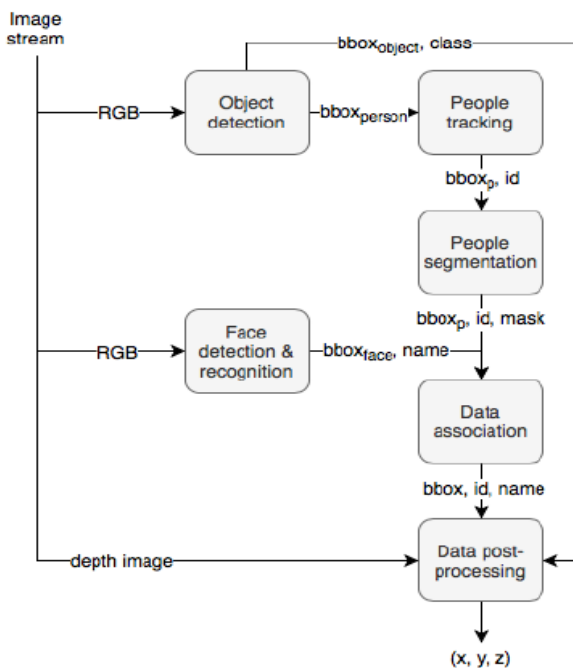 Image
stream
bbox_object, class
RGB
Object
detection
bbox_person
People
tracking
bbox_p, id
People
segmentation
bbox_p, id, mask
RGB
Face
detection &
recognition
bbox_face, name
Data
association
bbox, id, name
depth image
Data post-
processing
(x, y, z)